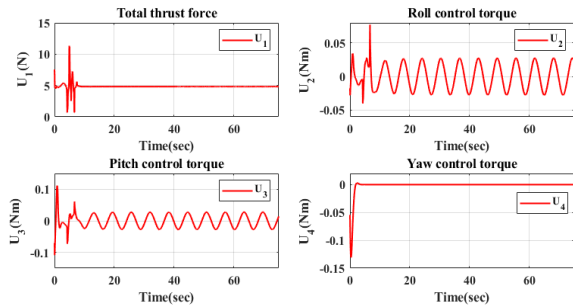 Total thrust force
U1(N)
15
10
5
0
U1
0 20 40 60
Time(sec)
Roll control torque
U2(Nm)
0.05
0
-0.05
U2
0 20 40 60
Time(sec)
Pitch control torque
U3(Nm)
0.1
0
-0.1
U3
0 20 40 60
Time(sec)
Yaw control torque
U4(Nm)
0
-0.05
-0.1
-0.15
U4
0 20 40 60
Time(sec)